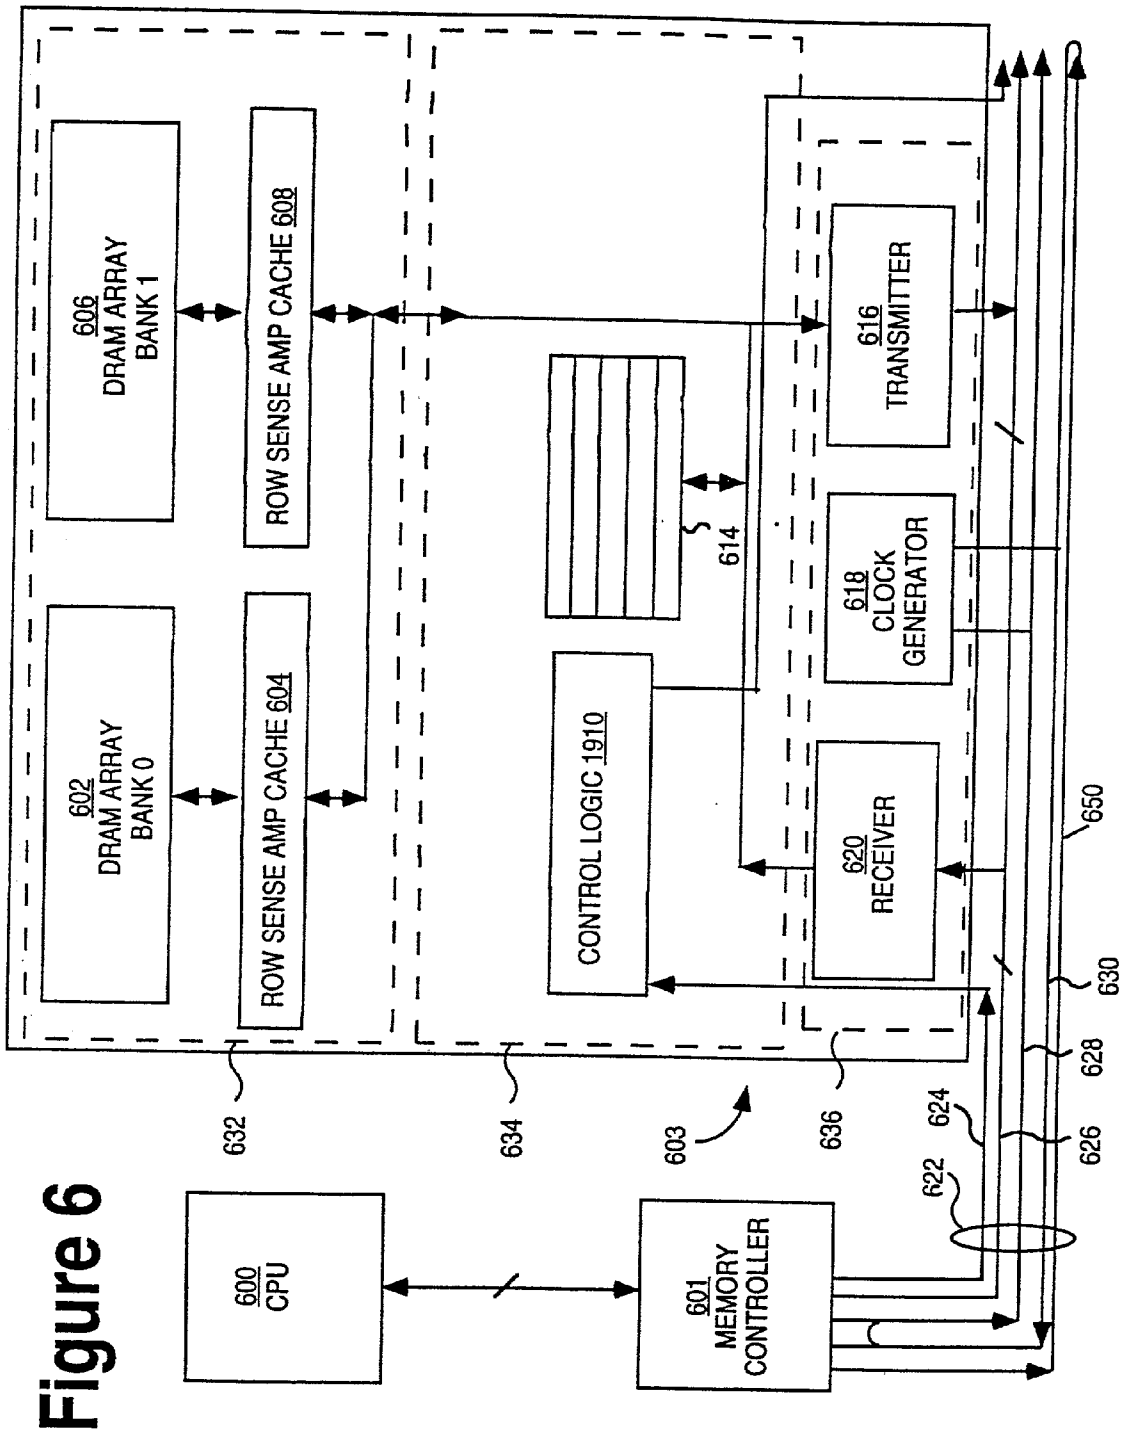 Figure 6
600
CPU
601
MEMORY
CONTROLLER
602
DRAM ARRAY
BANK 0
606
DRAM ARRAY
BANK 1
ROW SENSE AMP CACHE 604
ROW SENSE AMP CACHE 608
632
634
CONTROL LOGIC 1910
614
603
636
620
RECEIVER
618
CLOCK
GENERATOR
616
TRANSMITTER
622
624
626
628
630
650